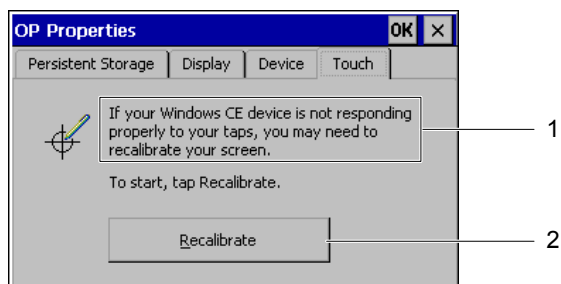 OP Properties OK ×
Persistent Storage Display Device Touch
If your Windows CE device is not responding
properly to your taps, you may need to
recalibrate your screen.
1
To start, tap Recalibrate.
Recalibrate
2